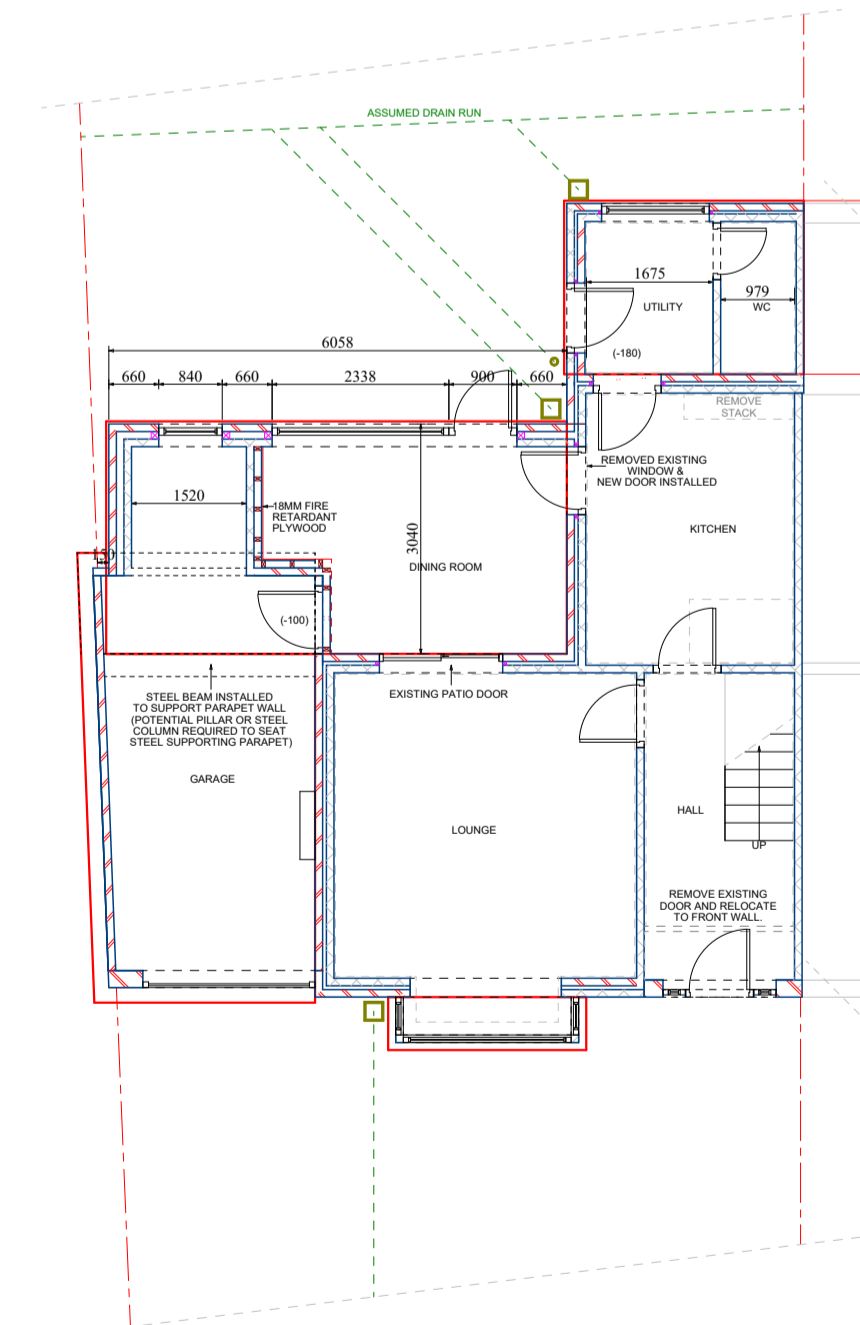 ASSUMED DRAIN RUN
1675
979
UTILITY
WC
(-180)
6058
660
840
660
2338
900
660
REMOVE
STACK
REMOVED EXISTING
WINDOW &
NEW DOOR INSTALLED
1520
18MM FIRE
RETARDANT
PLYWOOD
3040
KITCHEN
DINING ROOM
(-100)
STEEL BEAM INSTALLED
TO SUPPORT PARAPET WALL
(POTENTIAL PILLAR OR STEEL
COLUMN REQUIRED TO SEAT
STEEL SUPPORTING PARAPET)
EXISTING PATIO DOOR
GARAGE
LOUNGE
HALL
UP
REMOVE EXISTING
DOOR AND RELOCATE
TO FRONT WALL.